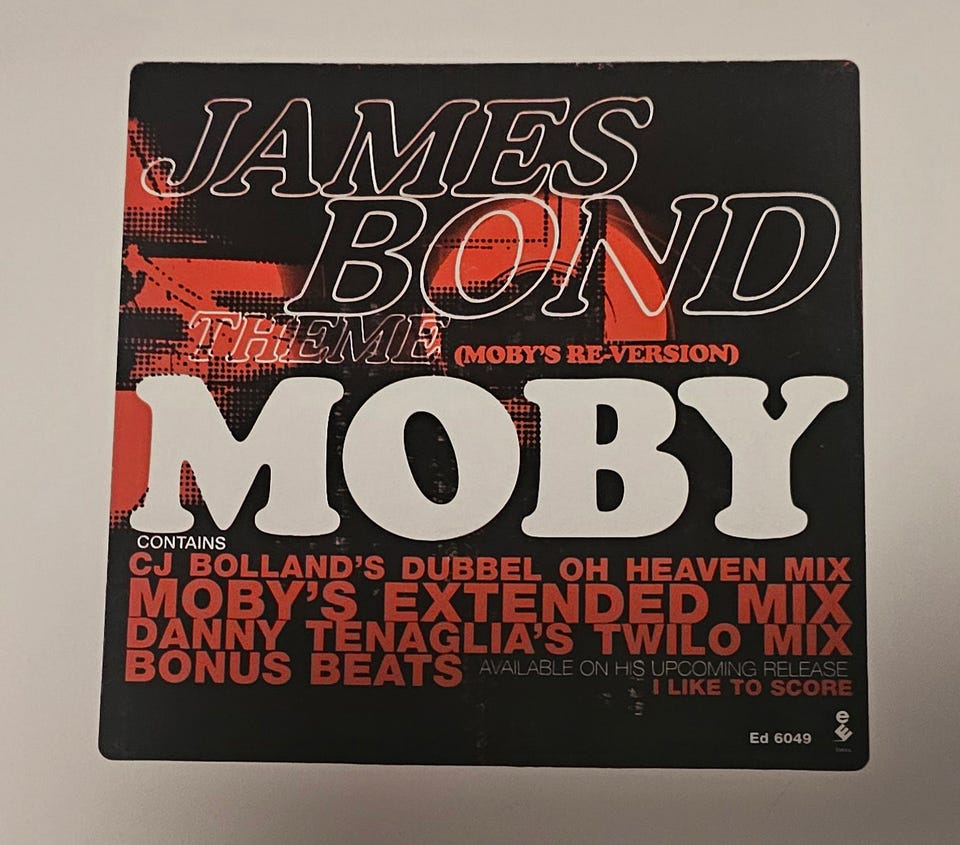 JAMES
BOND
THEME (MOBY'S RE-VERSION)
MOBY
CONTAINS
CJ BOLLAND'S DUBBEL OH HEAVEN MIX
MOBY'S EXTENDED MIX
DANNY TENAGLIA'S TWILO MIX
BONUS BEATS AVAILABLE ON HIS UPCOMING RELEASE
I LIKE TO SCORE
Ed 6049